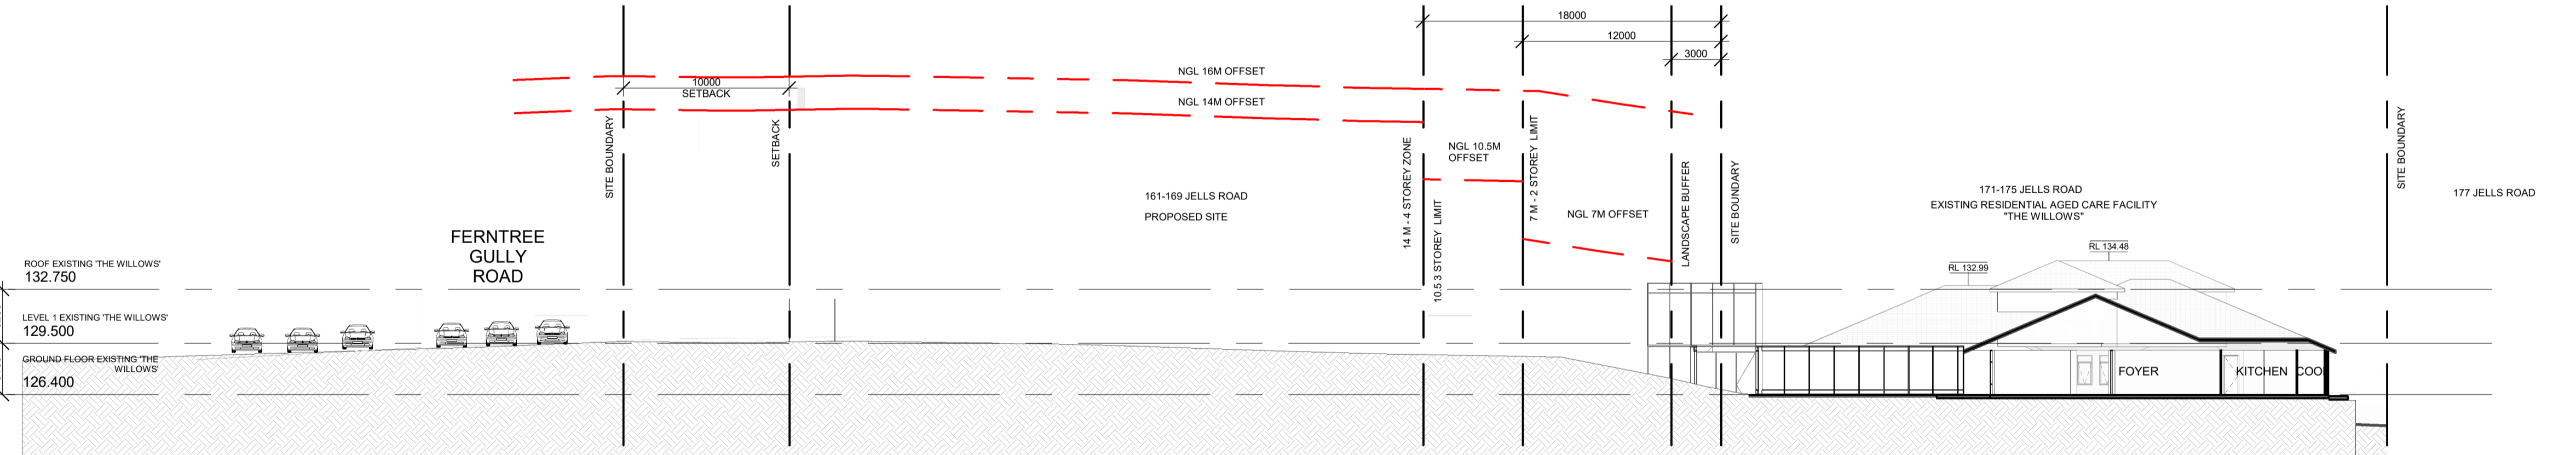 18000
12000
3000
NGL 16M OFFSET
10000
SETBACK
NGL 14M OFFSET
SITE BOUNDARY
SETBACK
14 M - 4 STOREY ZONE
10.5 3 STOREY LIMIT
NGL 10.5M
OFFSET
7 M - 2 STOREY LIMIT
NGL 7M OFFSET
LANDSCAPE BUFFER
SITE BOUNDARY
SITE BOUNDARY
161-169 JELLS ROAD
PROPOSED SITE
171-175 JELLS ROAD
EXISTING RESIDENTIAL AGED CARE FACILITY
"THE WILLOWS"
177 JELLS ROAD
FERNTREE
GULLY
ROAD
RL 134.48
RL 132.99
ROOF EXISTING 'THE WILLOWS'
132.750
LEVEL 1 EXISTING 'THE WILLOWS'
129.500
GROUND FLOOR EXISTING 'THE
WILLOWS'
126.400
FOYER
KITCHEN
COO